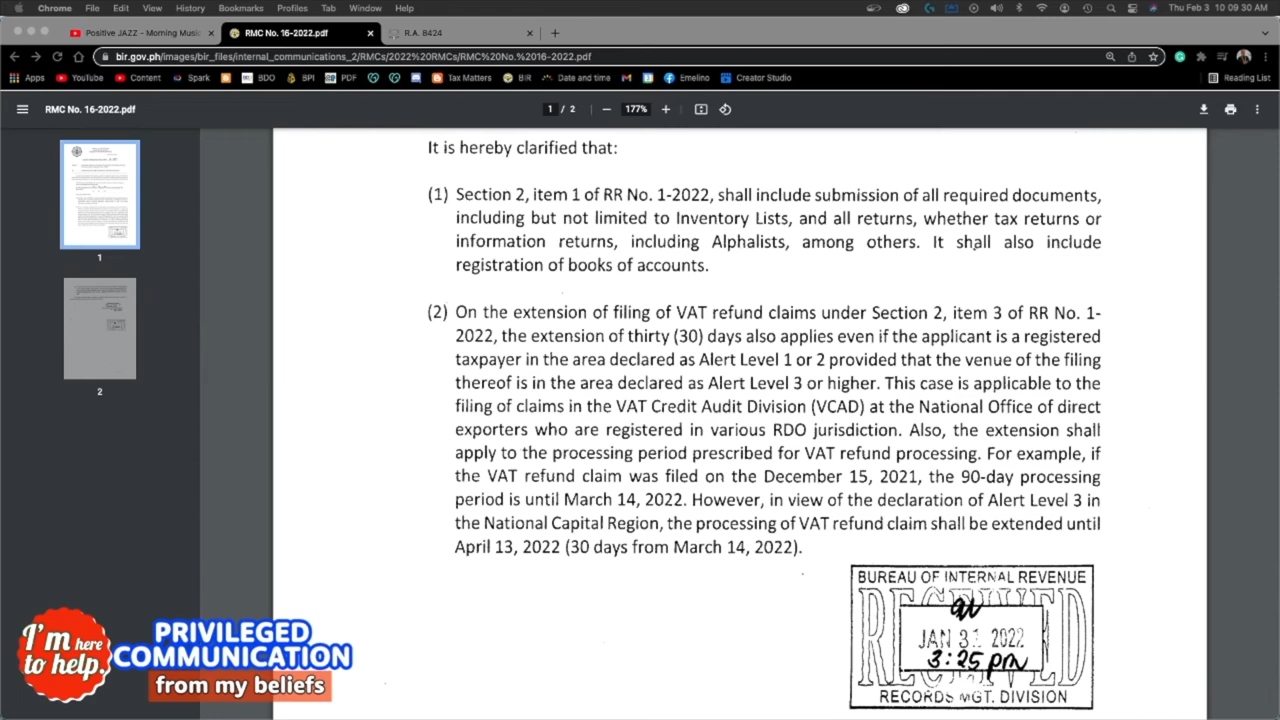 Chrome File Edit View History Bookmarks Profiles Tab Window Help Thu Feb 3 10 09:30 AM
Positive JAZZ - Morning Music RMC No. 16-2022.pdf R.A. 8424
bir.gov.ph/images/bir_files/internal_communications_2/RMCs/2022%20RMCs/RMC%20No.%2016-2022.pdf
Apps YouTube Content Spark BDO BPI PDF Tax Matters BIR Date and time Emelino Creator Studio Reading List
RMC No. 16-2022.pdf 1 / 2 177%
1
2
It is hereby clarified that:
(1) Section 2, item 1 of RR No. 1-2022, shall include submission of all required documents,
including but not limited to Inventory Lists, and all returns, whether tax returns or
information returns, including Alphalists, among others. It shall also include
registration of books of accounts.
(2) On the extension of filing of VAT refund claims under Section 2, item 3 of RR No. 1-
2022, the extension of thirty (30) days also applies even if the applicant is a registered
taxpayer in the area declared as Alert Level 1 or 2 provided that the venue of the filing
thereof is in the area declared as Alert Level 3 or higher. This case is applicable to the
filing of claims in the VAT Credit Audit Division (VCAD) at the National Office of direct
exporters who are registered in various RDO jurisdiction. Also, the extension shall
apply to the processing period prescribed for VAT refund processing. For example, if
the VAT refund claim was filed on the December 15, 2021, the 90-day processing
period is until March 14, 2022. However, in view of the declaration of Alert Level 3 in
the National Capital Region, the processing of VAT refund claim shall be extended until
April 13, 2022 (30 days from March 14, 2022).
BUREAU OF INTERNAL REVENUE
RECEIVED
JAN 31 2022
3:25 pm
RECORDS MGT. DIVISION
I'm here
to help.
PRIVILEGED
COMMUNICATION
from my beliefs